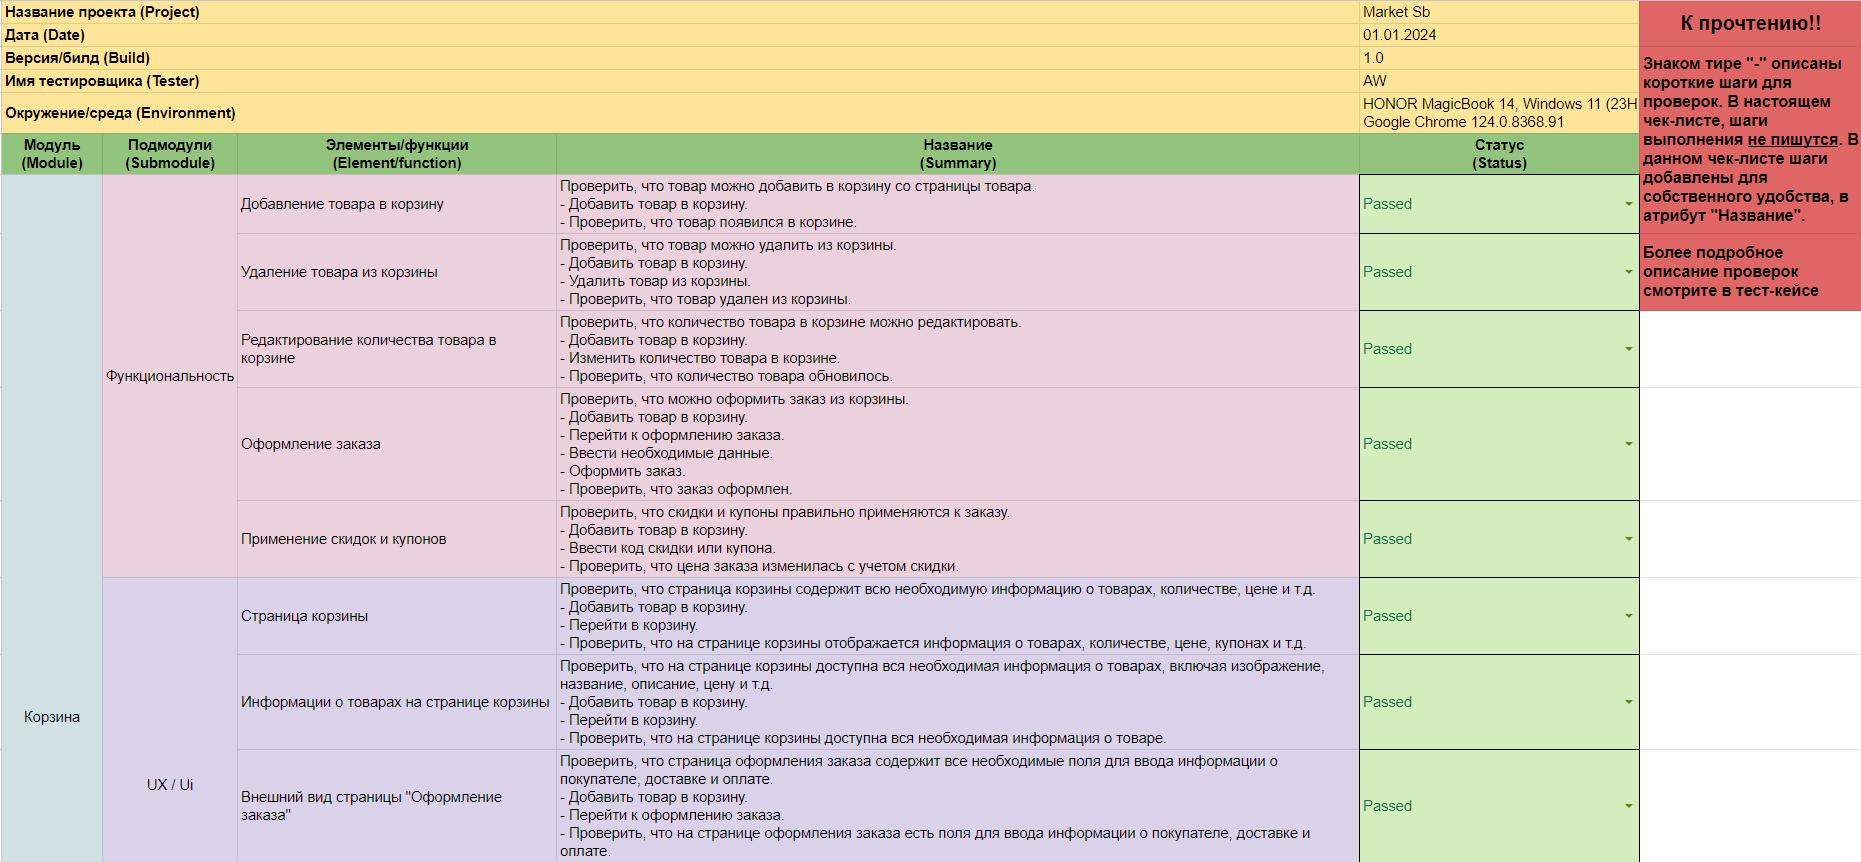 Название проекта (Project)
Market Sb
Дата (Date)
01.01.2024
Версия/билд (Build)
1.0
Имя тестировщика (Tester)
AW
Окружение/среда (Environment)
HONOR MagicBook 14, Windows 11 (23H
Google Chrome 124.0.8368.91
К прочтению!!
Знаком тире "-" описаны
короткие шаги для
проверок. В настоящем
чек-листе, шаги
выполнения не пишутся. В
данном чек-листе шаги
добавлены для
собственного удобства, в
атрибут "Название".
Более подробное
описание проверок
смотрите в тест-кейсе
Модуль
(Module)
Подмодули
(Submodule)
Элементы/функции
(Element/function)
Название
(Summary)
Статус
(Status)
Корзина
Функциональность
Добавление товара в корзину
Проверить, что товар можно добавить в корзину со страницы товара.
- Добавить товар в корзину.
- Проверить, что товар появился в корзине.
Passed
Удаление товара из корзины
Проверить, что товар можно удалить из корзины.
- Добавить товар в корзину.
- Удалить товар из корзины.
- Проверить, что товар удален из корзины.
Passed
Редактирование количества товара в
корзине
Проверить, что количество товара в корзине можно редактировать.
- Добавить товар в корзину.
- Изменить количество товара в корзине.
- Проверить, что количество товара обновилось.
Passed
Оформление заказа
Проверить, что можно оформить заказ из корзины.
- Добавить товар в корзину.
- Перейти к оформлению заказа.
- Ввести необходимые данные.
- Оформить заказ.
- Проверить, что заказ оформлен.
Passed
Применение скидок и купонов
Проверить, что скидки и купоны правильно применяются к заказу.
- Добавить товар в корзину.
- Ввести код скидки или купона.
- Проверить, что цена заказа изменилась с учетом скидки.
Passed
UX / Ui
Страница корзины
Проверить, что страница корзины содержит всю необходимую информацию о товарах, количестве, цене и т.д.
- Добавить товар в корзину.
- Перейти в корзину.
- Проверить, что на странице корзины отображается информация о товарах, количестве, цене, купонах и т.д.
Passed
Информации о товарах на странице корзины
Проверить, что на странице корзины доступна вся необходимая информация о товарах, включая изображение,
название, описание, цену и т.д.
- Добавить товар в корзину.
- Перейти в корзину.
- Проверить, что на странице корзины доступна вся необходимая информация о товаре.
Passed
Внешний вид страницы "Оформление
заказа"
Проверить, что страница оформления заказа содержит все необходимые поля для ввода информации о
покупателе, доставке и оплате.
- Добавить товар в корзину.
- Перейти к оформлению заказа.
- Проверить, что на странице оформления заказа есть поля для ввода информации о покупателе, доставке и
оплате.
Passed